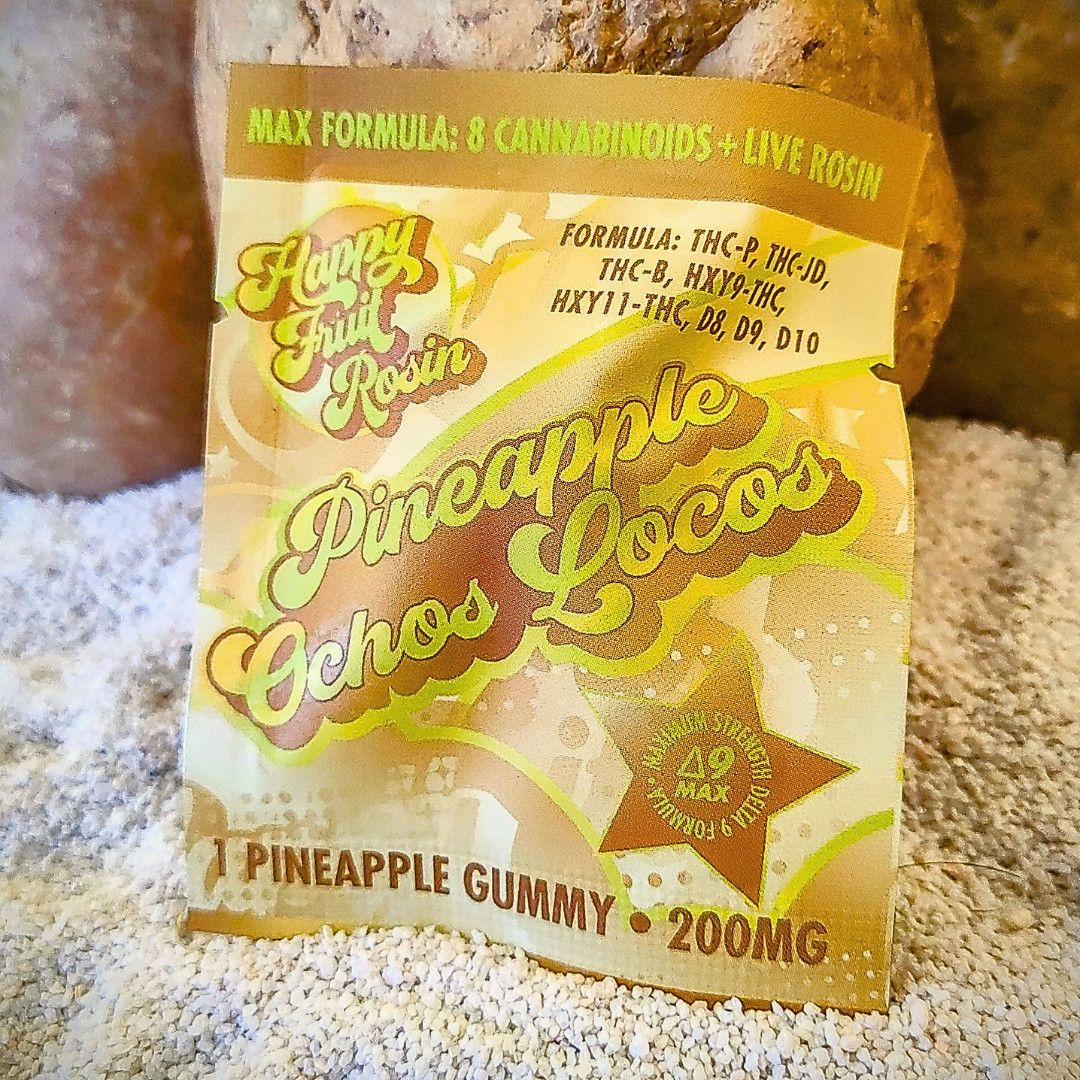 MAX FORMULA: 8 CANNABINOIDS + LIVE ROSIN
Happy
Fruit
Rosin
FORMULA: THC-P, THC-JD,
THC-B, HXY9-THC,
HXY11-THC, D8, D9, D10
Pineapple
Ochos Locos
MAXIMUM STRENGTH DELTA 9 FORMULA •
Δ9
MAX
1 PINEAPPLE GUMMY • 200MG